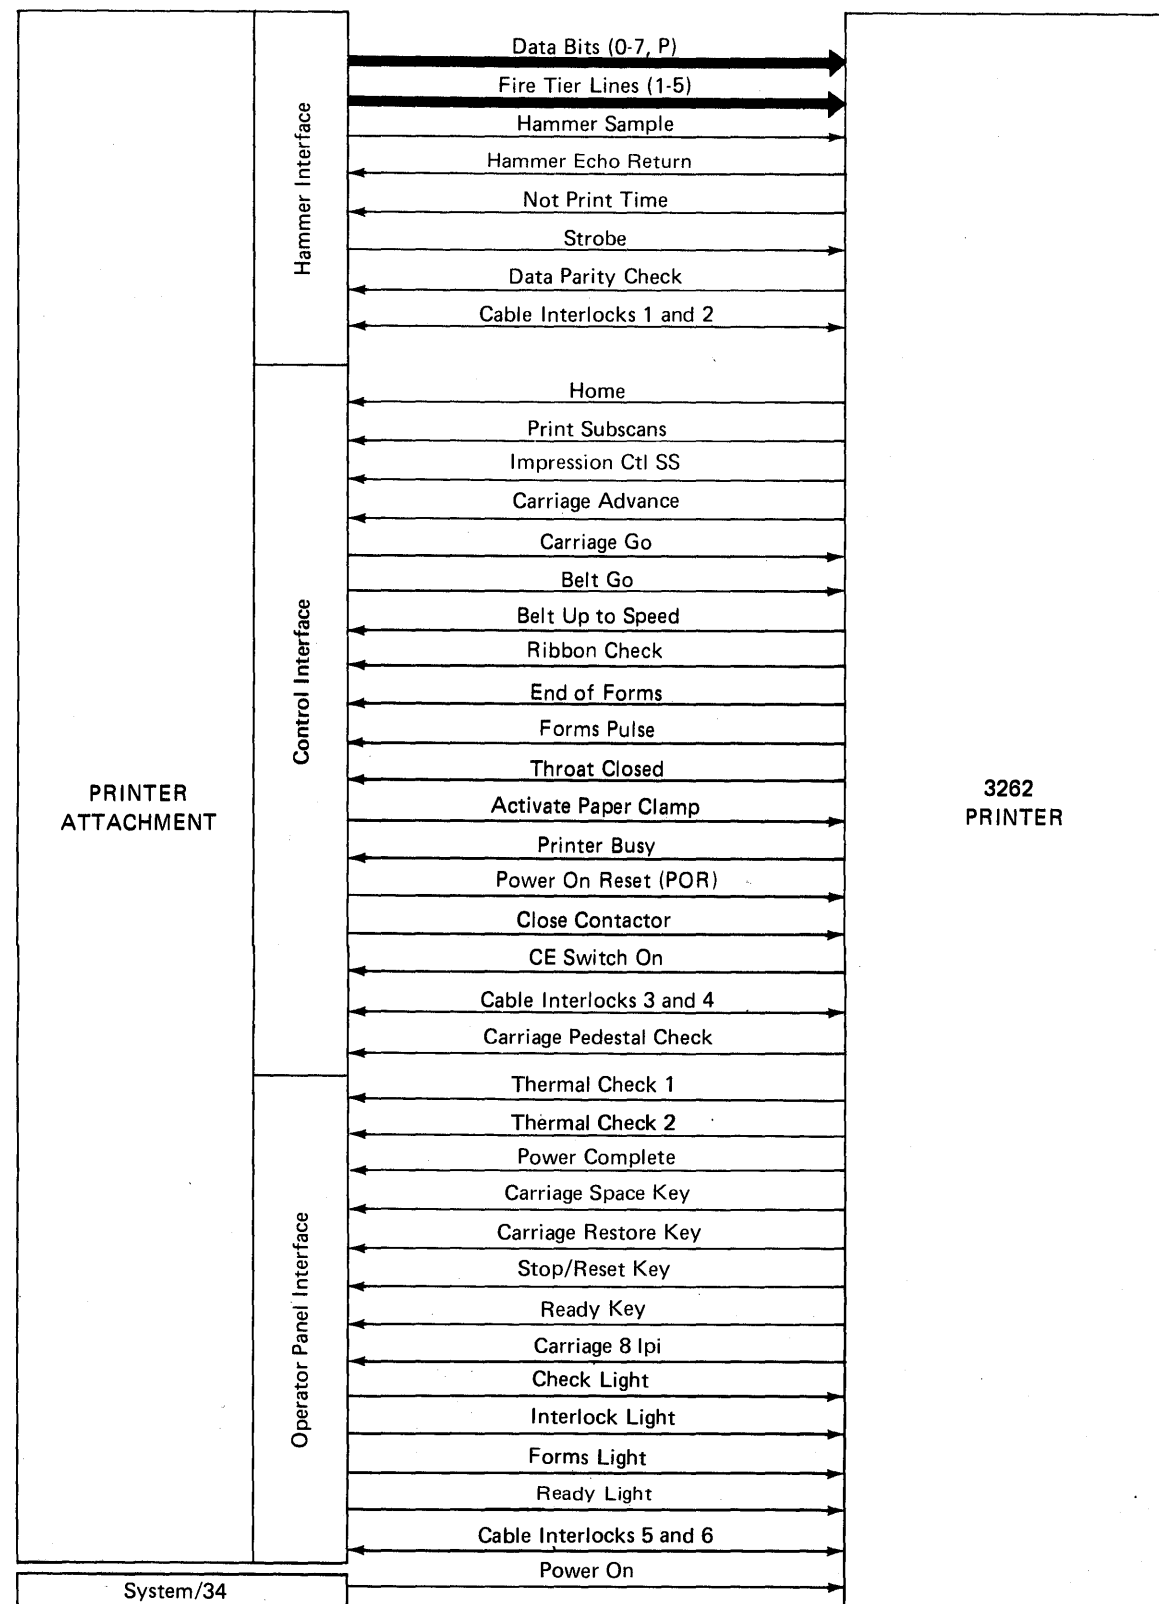 Data Bits (0-7, P)
Fire Tier Lines (1-5)
Hammer Sample
Hammer Echo Return
Not Print Time
Strobe
Data Parity Check
Cable Interlocks 1 and 2
Hammer Interface
Home
Print Subscans
Impression Ctl SS
Carriage Advance
Carriage Go
Belt Go
Belt Up to Speed
Ribbon Check
End of Forms
Forms Pulse
Throat Closed
Activate Paper Clamp
Printer Busy
Power On Reset (POR)
Close Contactor
CE Switch On
Cable Interlocks 3 and 4
Carriage Pedestal Check
Control Interface
PRINTER
ATTACHMENT
3262
PRINTER
Thermal Check 1
Thermal Check 2
Power Complete
Carriage Space Key
Carriage Restore Key
Stop/Reset Key
Ready Key
Carriage 8 lpi
Check Light
Interlock Light
Forms Light
Ready Light
Cable Interlocks 5 and 6
Operator Panel Interface
Power On
System/34